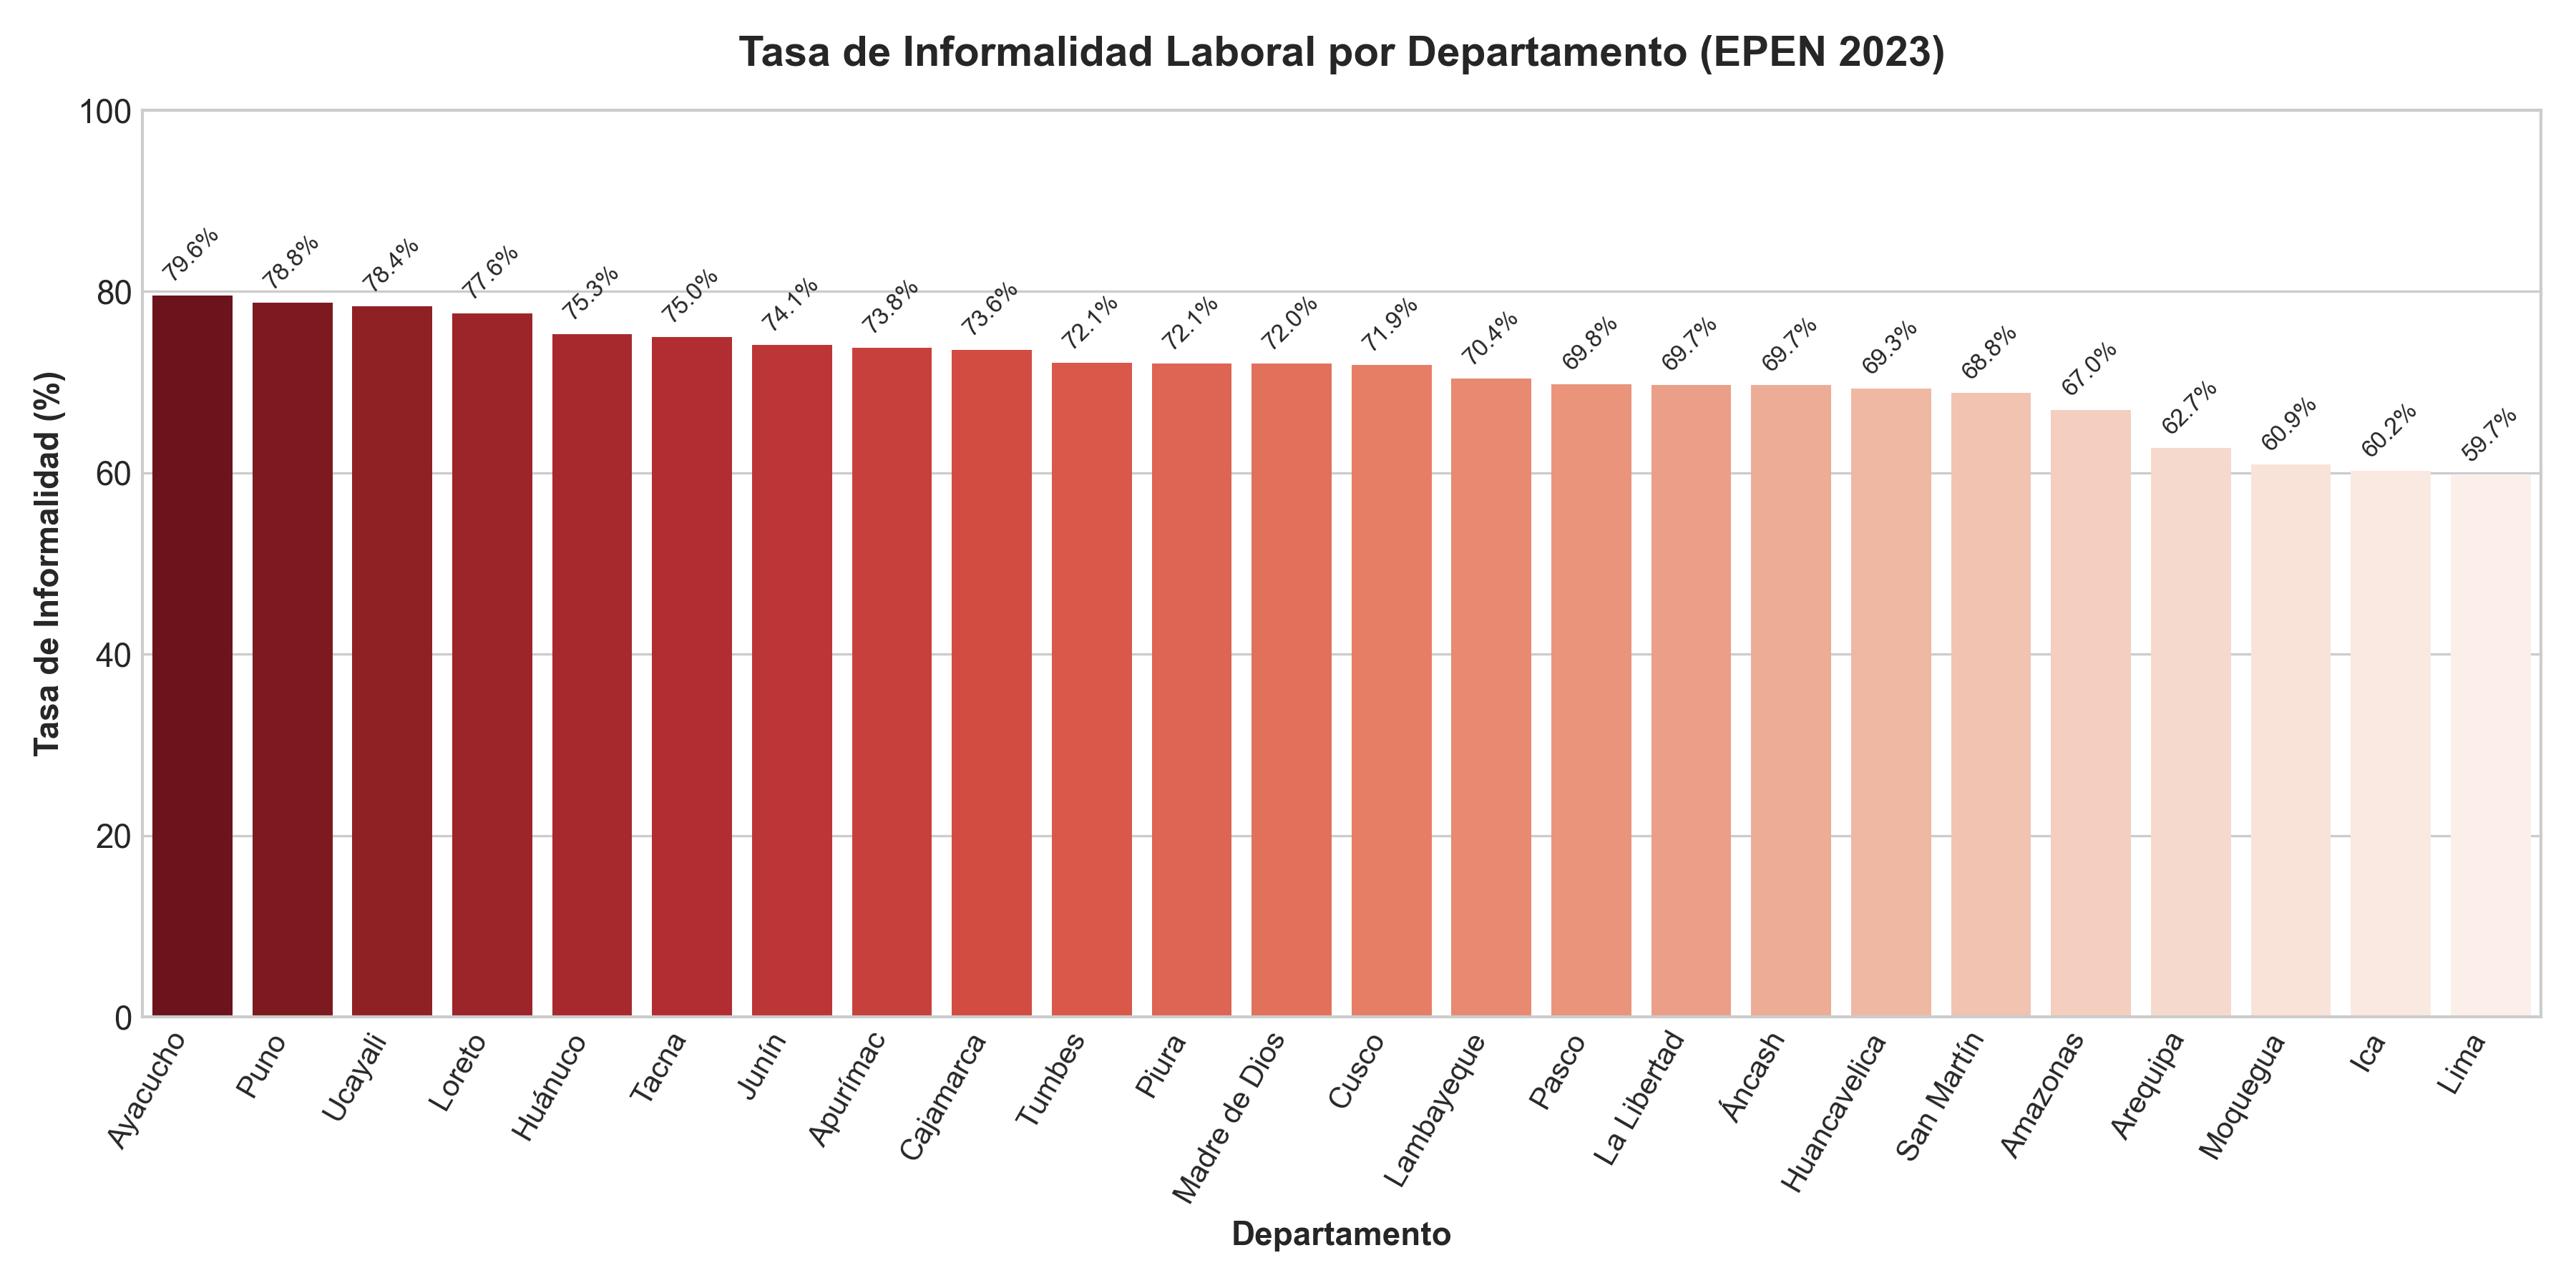 Tasa de Informalidad Laboral por Departamento (EPEN 2023)
Tasa de Informalidad (%)
100
80
60
40
20
0
79.6%
78.8%
78.4%
77.6%
75.3%
75.0%
74.1%
73.8%
73.6%
72.1%
72.1%
72.0%
71.9%
70.4%
69.8%
69.7%
69.7%
69.3%
68.8%
67.0%
62.7%
60.9%
60.2%
59.7%
Ayacucho
Puno
Ucayali
Loreto
Huánuco
Tacna
Junín
Apurímac
Cajamarca
Tumbes
Piura
Madre de Dios
Cusco
Lambayeque
Pasco
La Libertad
Áncash
Huancavelica
San Martín
Amazonas
Arequipa
Moquegua
Ica
Lima
Departamento